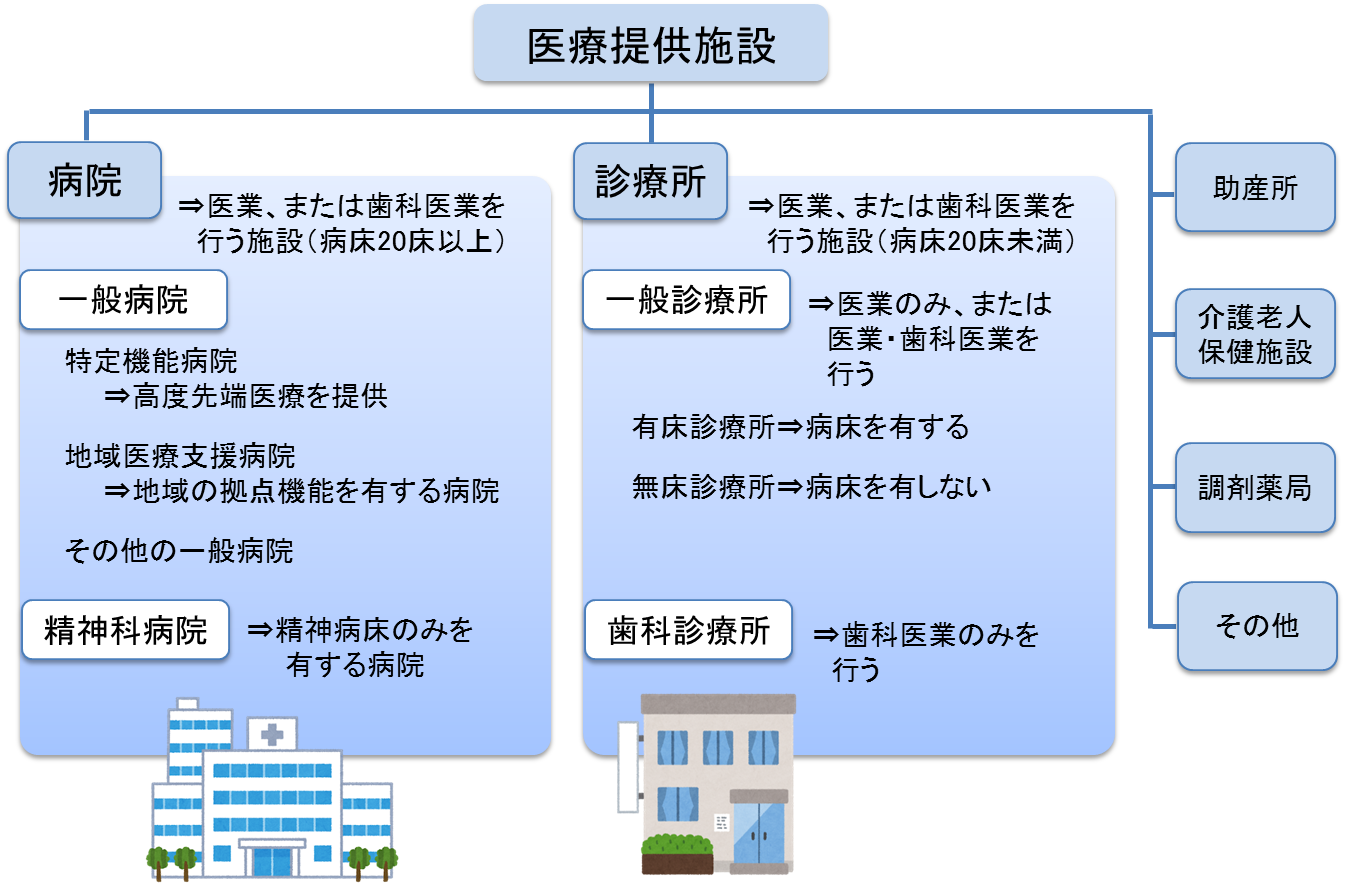 医療提供施設
病院
⇒医業、または歯科医業を
行う施設(病床20床以上)
一般病院
特定機能病院
⇒高度先端医療を提供
地域医療支援病院
⇒地域の拠点機能を有する病院
その他の一般病院
精神科病院
⇒精神病床のみを
有する病院
診療所
⇒医業、または歯科医業を
行う施設(病床20床未満)
一般診療所
⇒医業のみ、または
医業・歯科医業を
行う
有床診療所⇒病床を有する
無床診療所⇒病床を有しない
歯科診療所
⇒歯科医業のみを
行う
助産所
介護老人
保健施設
調剤薬局
その他